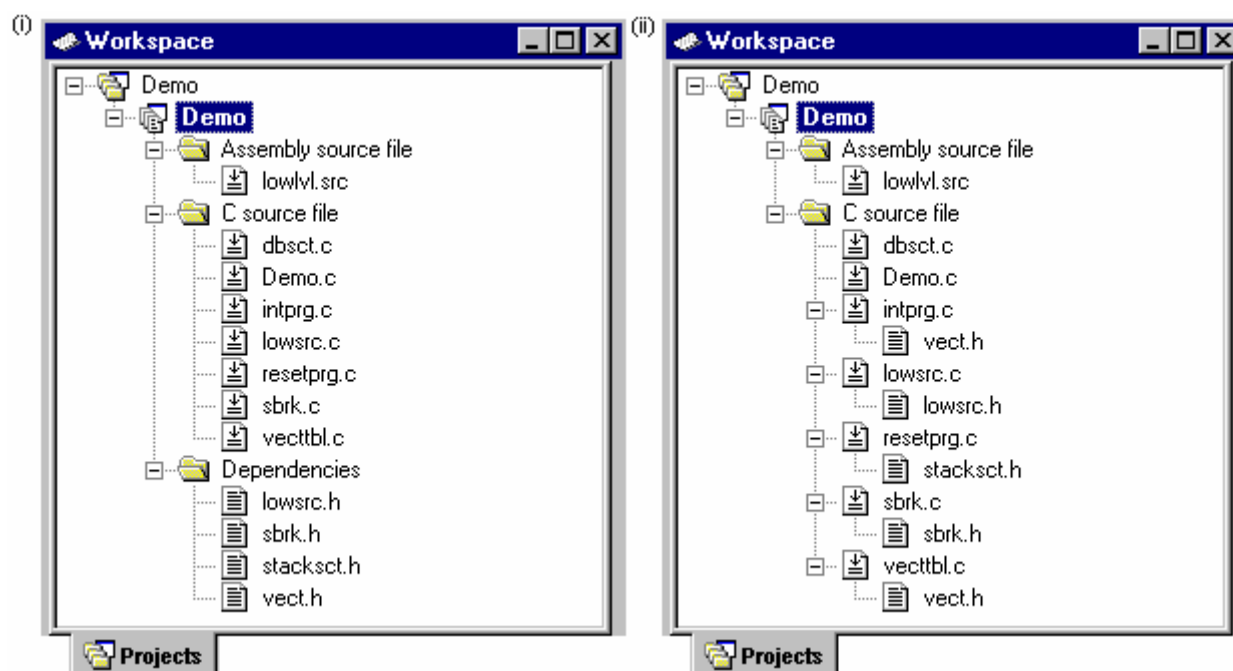 (i)
Workspace
Demo
Demo
Assembly source file
lowlvl.src
C source file
dbsct.c
Demo.c
intprg.c
lowsrc.c
resetprg.c
sbrk.c
vecttbl.c
Dependencies
lowsrc.h
sbrk.h
stacksct.h
vect.h
Projects
(ii)
Workspace
Demo
Demo
Assembly source file
lowlvl.src
C source file
dbsct.c
Demo.c
intprg.c
vect.h
lowsrc.c
lowsrc.h
resetprg.c
stacksct.h
sbrk.c
sbrk.h
vecttbl.c
vect.h
Projects